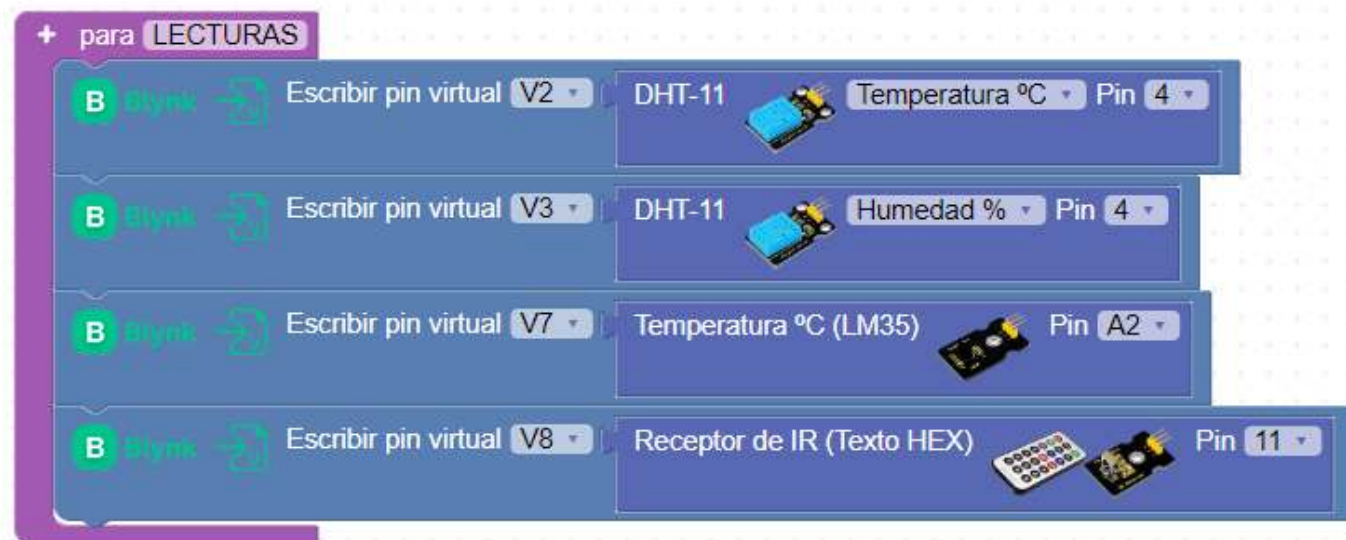 + para LECTURAS
B Blynk Escribir pin virtual V2 DHT-11 Temperatura ºC Pin 4
B Blynk Escribir pin virtual V3 DHT-11 Humedad % Pin 4
B Blynk Escribir pin virtual V7 Temperatura ºC (LM35) Pin A2
B Blynk Escribir pin virtual V8 Receptor de IR (Texto HEX) Pin 11